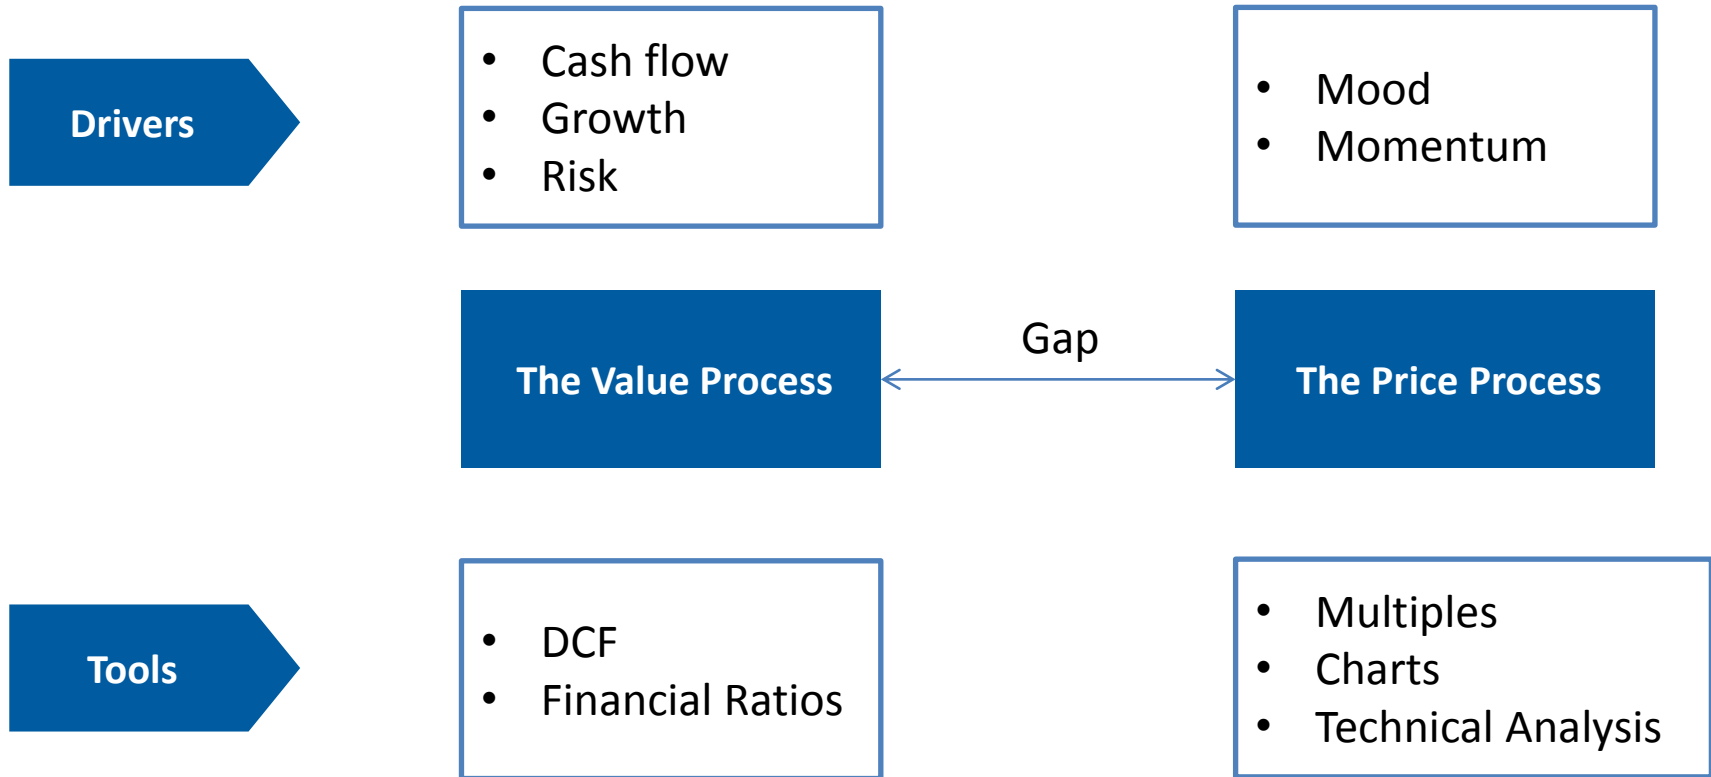 Drivers
• Cash flow
• Growth
• Risk
• Mood
• Momentum
The Value Process
Gap
The Price Process
Tools
• DCF
• Financial Ratios
• Multiples
• Charts
• Technical Analysis